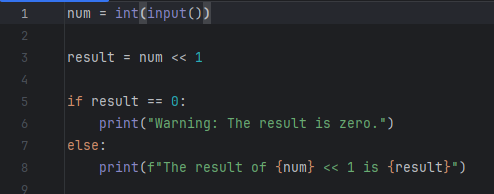 1 num = int(input())
2
3 result = num << 1
4
5 if result == 0:
6     print("Warning: The result is zero.")
7 else:
8     print(f"The result of {num} << 1 is {result}")
9